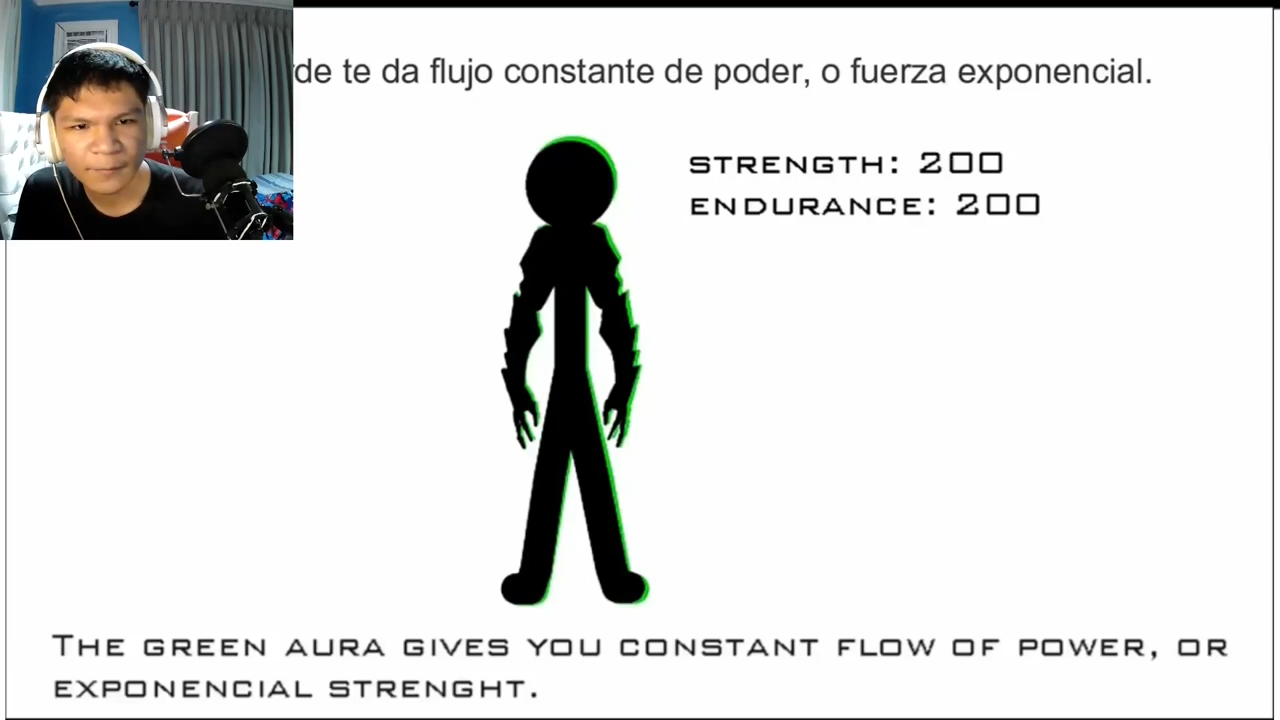 te da flujo constante de poder, o fuerza exponencial.
STRENGTH: 200
ENDURANCE: 200
THE GREEN AURA GIVES YOU CONSTANT FLOW OF POWER, OR
EXPONENCIAL STRENGHT.